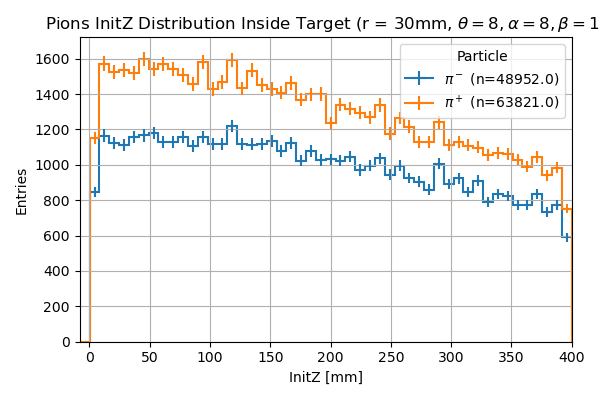 Pions InitZ Distribution Inside Target (r = 30mm, θ = 8, α = 8, β = 1
Particle
π⁻ (n=48952.0)
π⁺ (n=63821.0)
Entries
1600
1400
1200
1000
800
600
400
200
0
0 50 100 150 200 250 300 350 400
InitZ [mm]